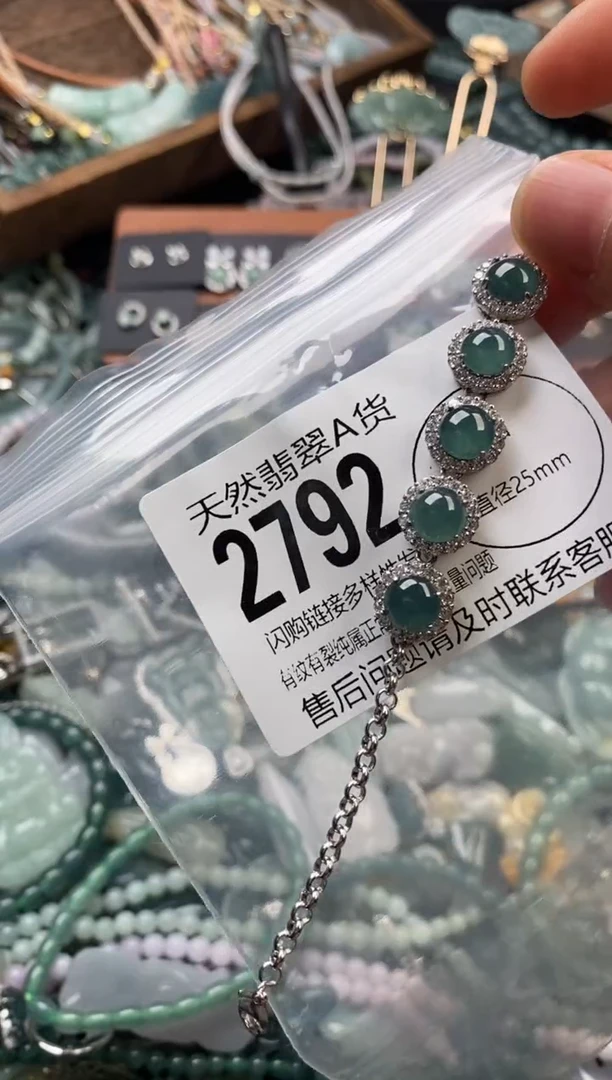 天然翡翠A货
2792
直径25mm
闪购链接多样性发 量问题
有纹有裂纯属正
售后问题请及时联系客服